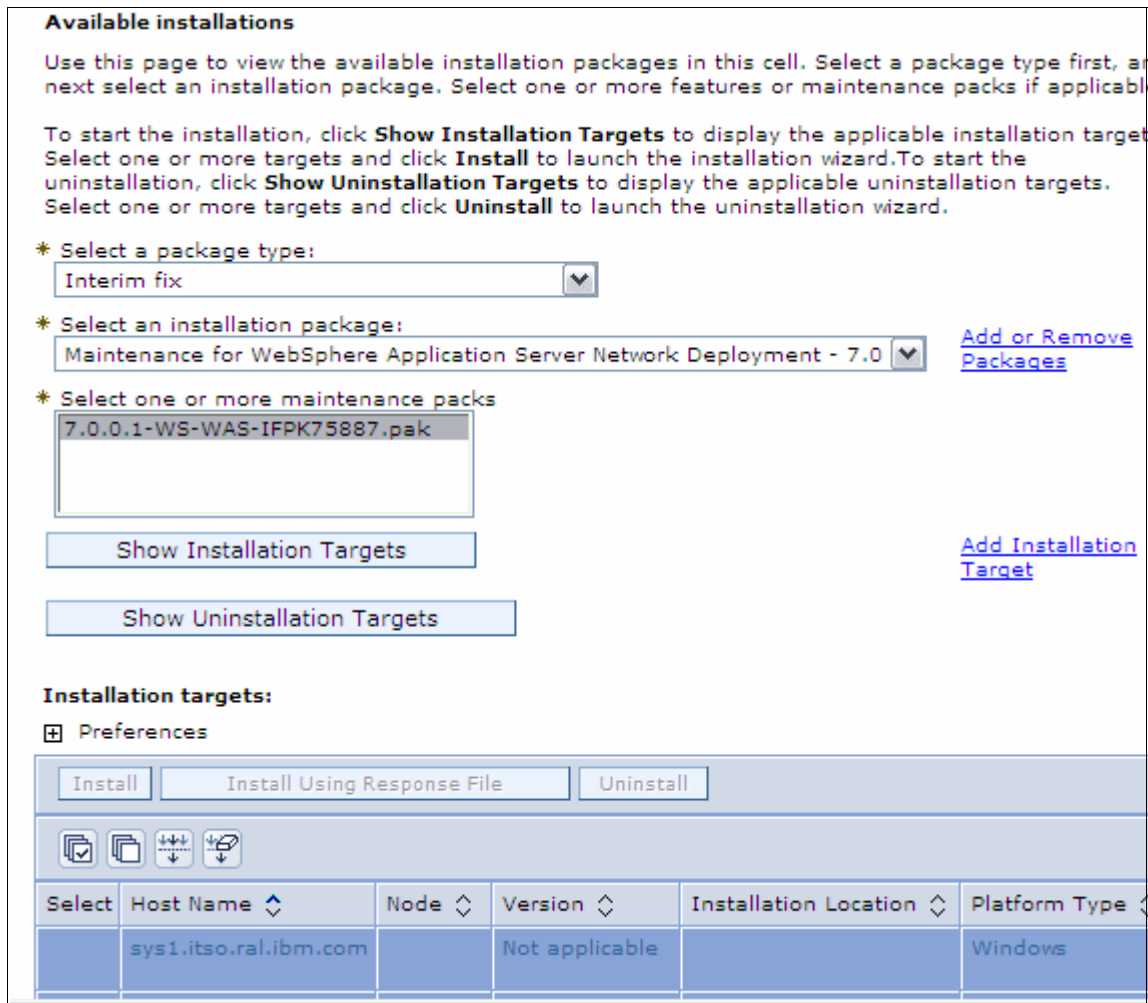 Available installations
Use this page to view the available installation packages in this cell. Select a package type first,
next select an installation package. Select one or more features or maintenance packs if
To start the installation, click Show Installation Targets to display the applicable installation
Select one or more targets and click Install to launch the installation wizard.To start the
uninstallation, click Show Uninstallation Targets to display the applicable uninstallation targets.
Select one or more targets and click Uninstall to launch the uninstallation wizard.
* Select a package type:
Interim fix
* Select an installation package:
Maintenance for WebSphere Application Server Network Deployment - 7.0
Add or Remove
Packages
* Select one or more maintenance packs
7.0.0.1-WS-WAS-IFPK75887.pak
Show Installation Targets
Add Installation
Target
Show Uninstallation Targets
Installation targets:
Preferences
Install Install Using Response File Uninstall
Select Host Name Node Version Installation Location Platform Type
sys1.itso.ral.ibm.com Not applicable Windows